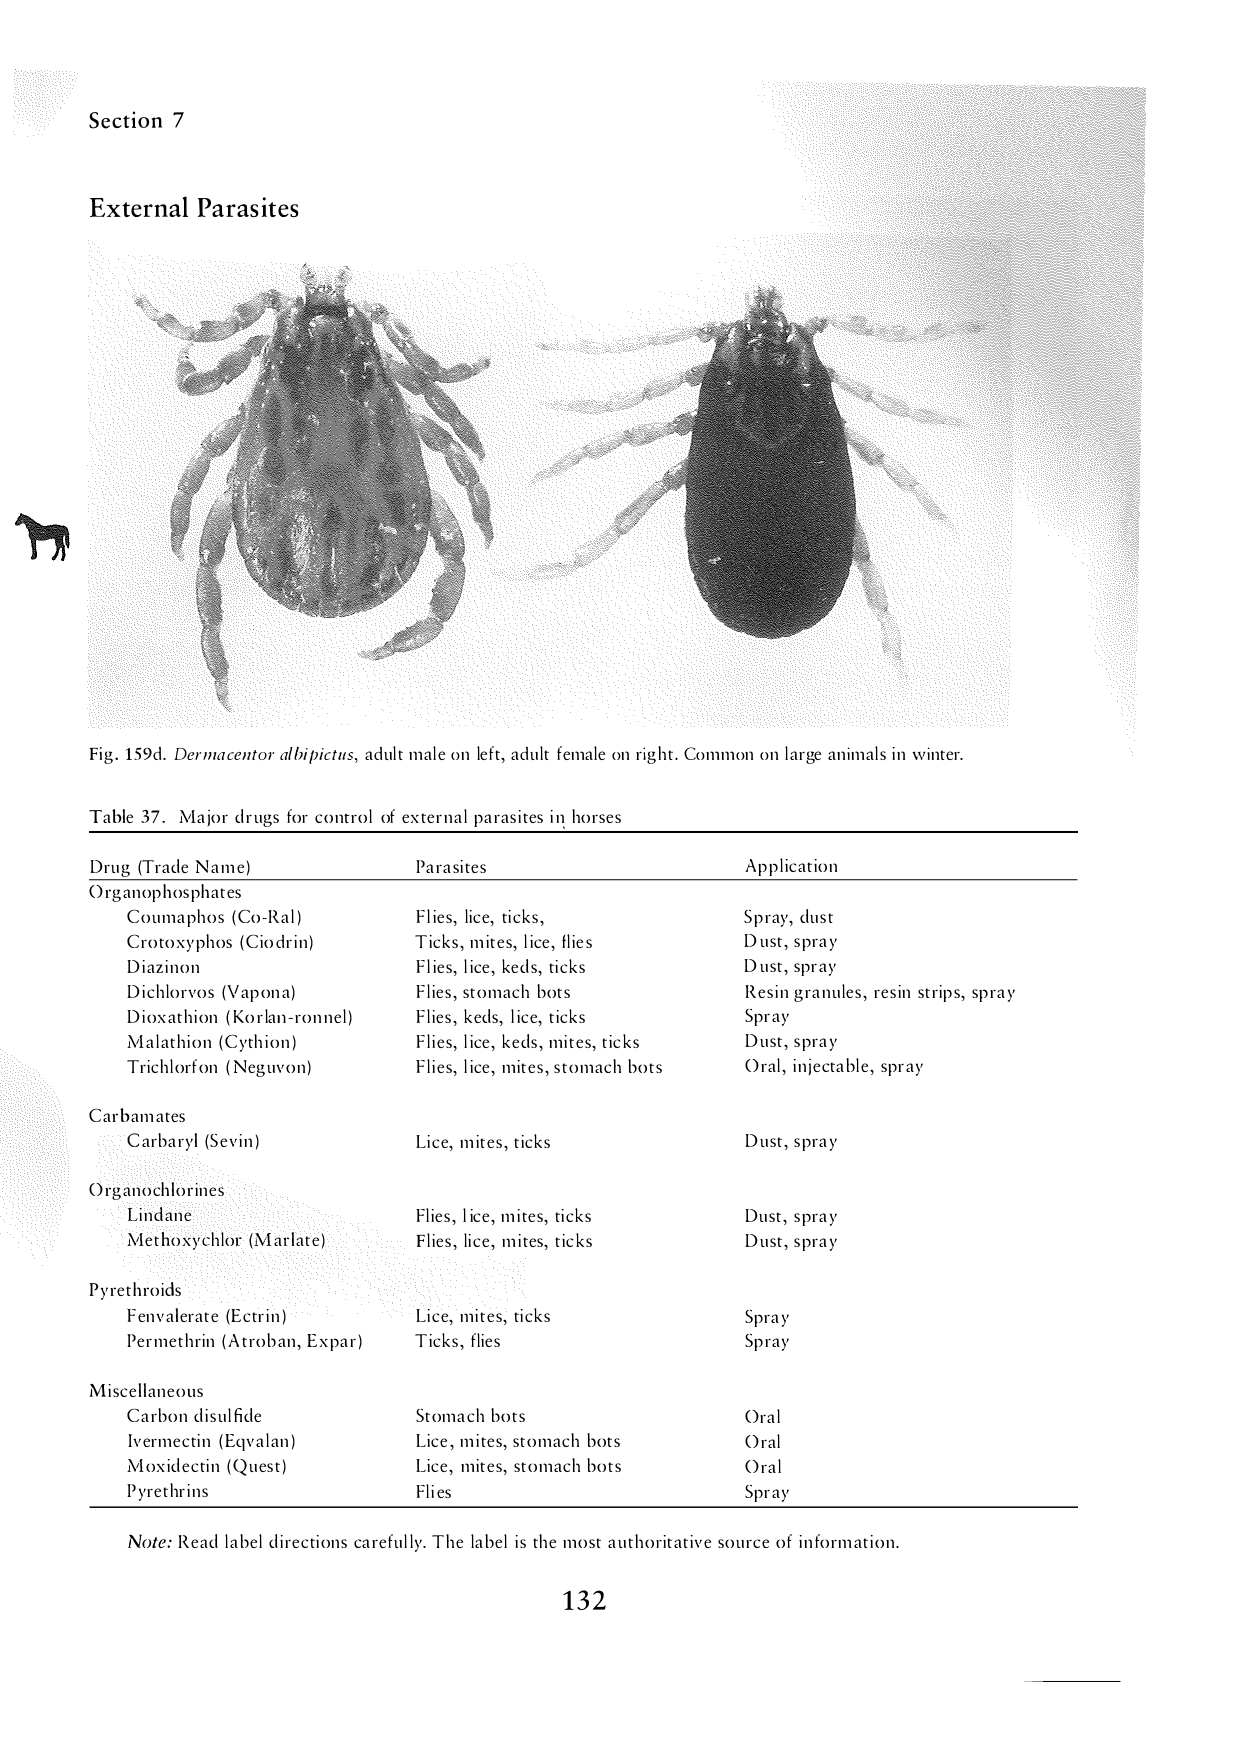 Section 7
External Parasites
Fig. 159d. Dermacentor albipictus, adult male on left, adult female on right. Common on large animals in winter.
Table 37. Major drugs for control of external parasites in horses
Drug (Trade Name) Parasites Application
Organophosphates
Coumaphos (Co-Ral) Flies, lice, ticks, Spray, dust
Crotoxyphos (Ciodrin) Ticks, mites, lice, flies Dust, spray
Diazinon Flies, lice, keds, ticks Dust, spray
Dichlorvos (Vapona) Flies, stomach bots Resin granules, resin strips, spray
Dioxathion (Korlan-ronnel) Flies, keds, lice, ticks Spray
Malathion (Cythion) Flies, lice, keds, mites, ticks Dust, spray
Trichlorfon (Neguvon) Flies, lice, mites, stomach bots Oral, injectable, spray
Carbamates
Carbaryl (Sevin) Lice, mites, ticks Dust, spray
Organochlorines
Lindane Flies, lice, mites, ticks Dust, spray
Methoxychlor (Marlate) Flies, lice, mites, ticks Dust, spray
Pyrethroids
Fenvalerate (Ectrin) Lice, mites, ticks Spray
Permethrin (Atroban, Expar) Ticks, flies Spray
Miscellaneous
Carbon disulfide Stomach bots Oral
Ivermectin (Eqvalan) Lice, mites, stomach bots Oral
Moxidectin (Quest) Lice, mites, stomach bots Oral
Pyrethrins Flies Spray
Note: Read label directions carefully. The label is the most authoritative source of information.
132